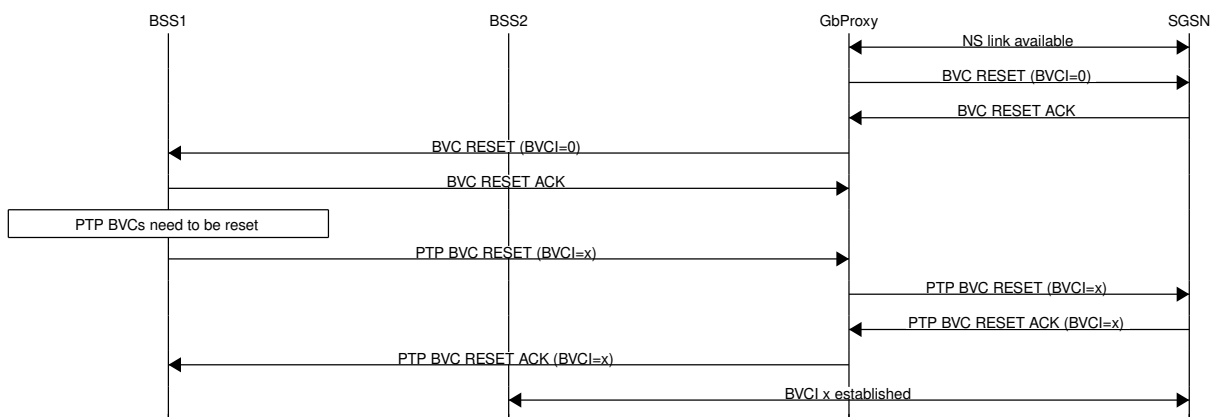 BSS1 BSS2 GbProxy SGSN
NS link available
BVC RESET (BVCI=0)
BVC RESET ACK
BVC RESET (BVCI=0)
BVC RESET ACK
PTP BVCs need to be reset
PTP BVC RESET (BVCI=x)
PTP BVC RESET (BVCI=x)
PTP BVC RESET ACK (BVCI=x)
PTP BVC RESET ACK (BVCI=x)
BVCI x established